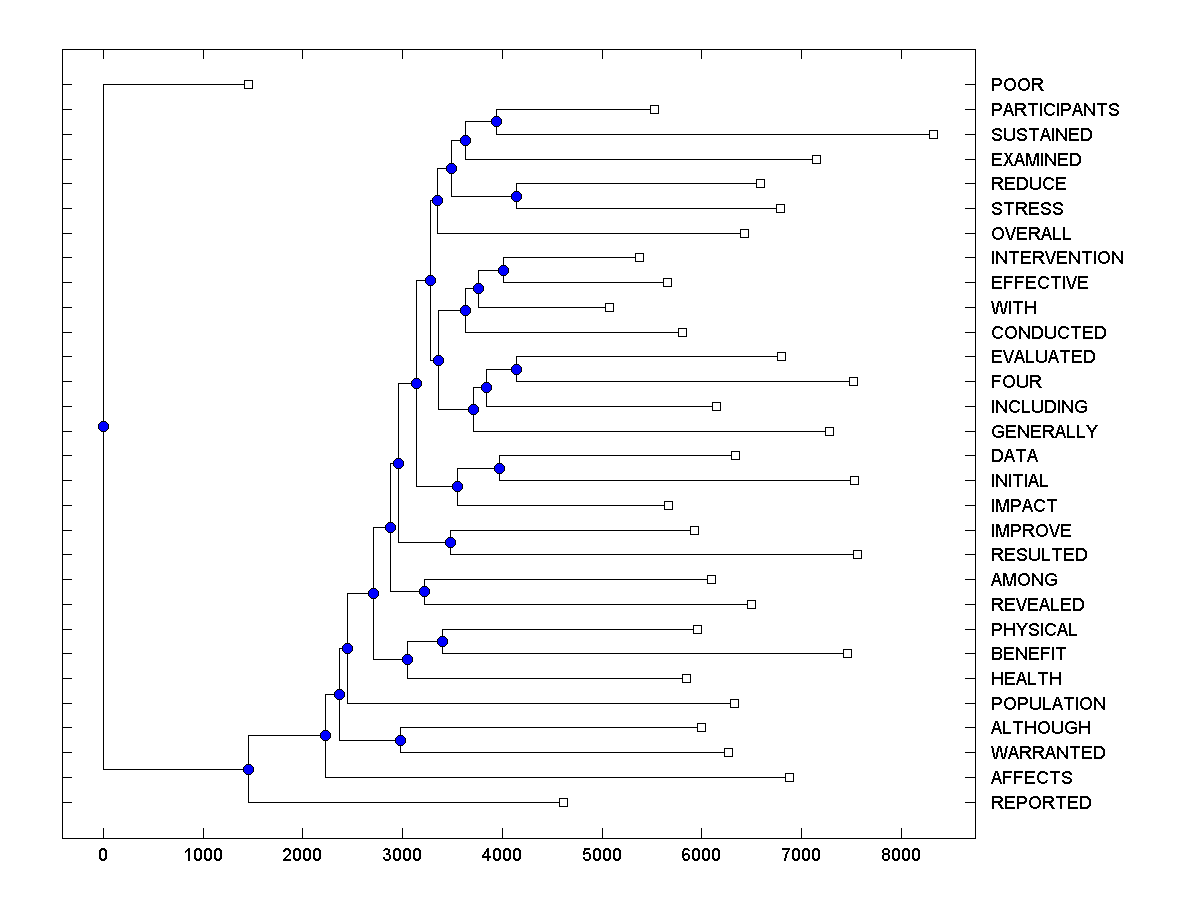 POOR
PARTICIPANTS
SUSTAINED
EXAMINED
REDUCE
STRESS
OVERALL
INTERVENTION
EFFECTIVE
WITH
CONDUCTED
EVALUATED
FOUR
INCLUDING
GENERALLY
DATA
INITIAL
IMPACT
IMPROVE
RESULTED
AMONG
REVEALED
PHYSICAL
BENEFIT
HEALTH
POPULATION
ALTHOUGH
WARRANTED
AFFECTS
REPORTED
0 1000 2000 3000 4000 5000 6000 7000 8000